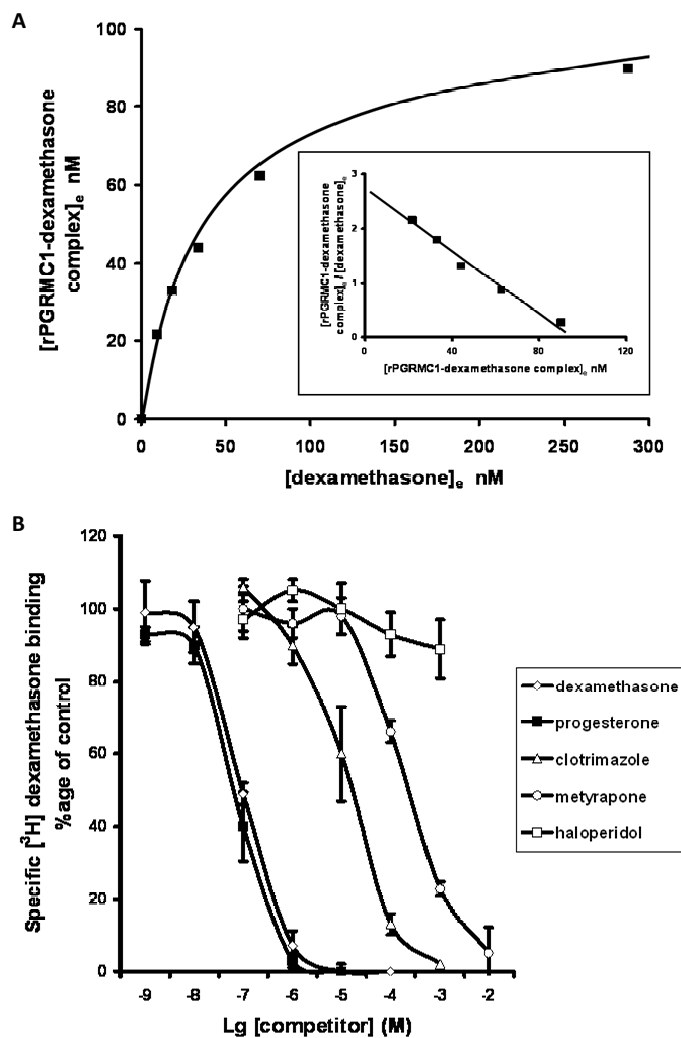 A
[rPGRMC1-dexamethasone
complex]e nM
100
80
60
40
20
0
0 50 100 150 200 250 300
[dexamethasone]e nM
[rPGRMC1-dexamethasone
complex]e / [dexamethasone]e
3
2
1
0
0 40 80 120
[rPGRMC1-dexamethasone complex]e nM
B
Specific [3H] dexamethasone binding
%age of control
120
100
80
60
40
20
0
-9 -8 -7 -6 -5 -4 -3 -2
Lg [competitor] (M)
dexamethasone
progesterone
clotrimazole
metyrapone
haloperidol